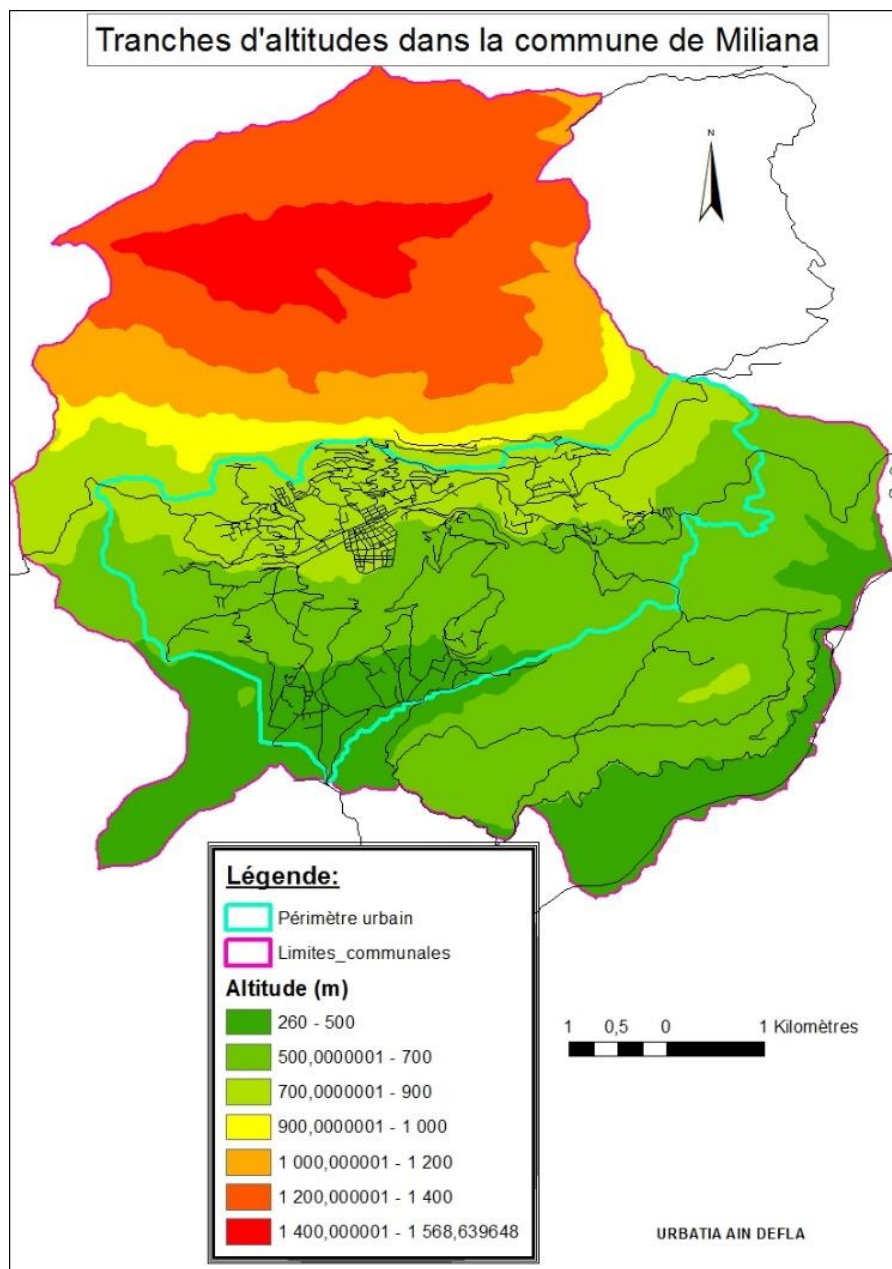 Tranches d'altitudes dans la commune de Miliana
N
Légende:
Périmètre urbain
Limites_communales
Altitude (m)
260 - 500
500,0000001 - 700
700,0000001 - 900
900,0000001 - 1 000
1 000,000001 - 1 200
1 200,000001 - 1 400
1 400,000001 - 1 568,639648
1 0,5 0 1 Kilomètres
URBATIA AIN DEFLA